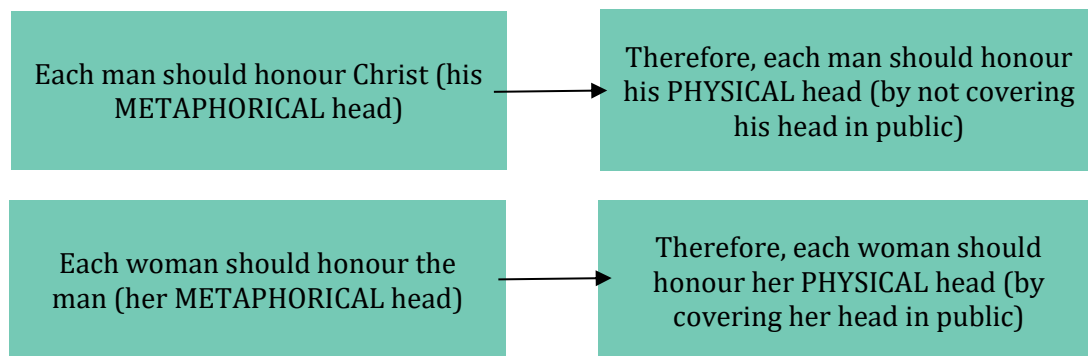 Each man should honour Christ (his
METAPHORICAL head)
Therefore, each man should honour
his PHYSICAL head (by not covering
his head in public)
Each woman should honour the
man (her METAPHORICAL head)
Therefore, each woman should
honour her PHYSICAL head (by
covering her head in public)